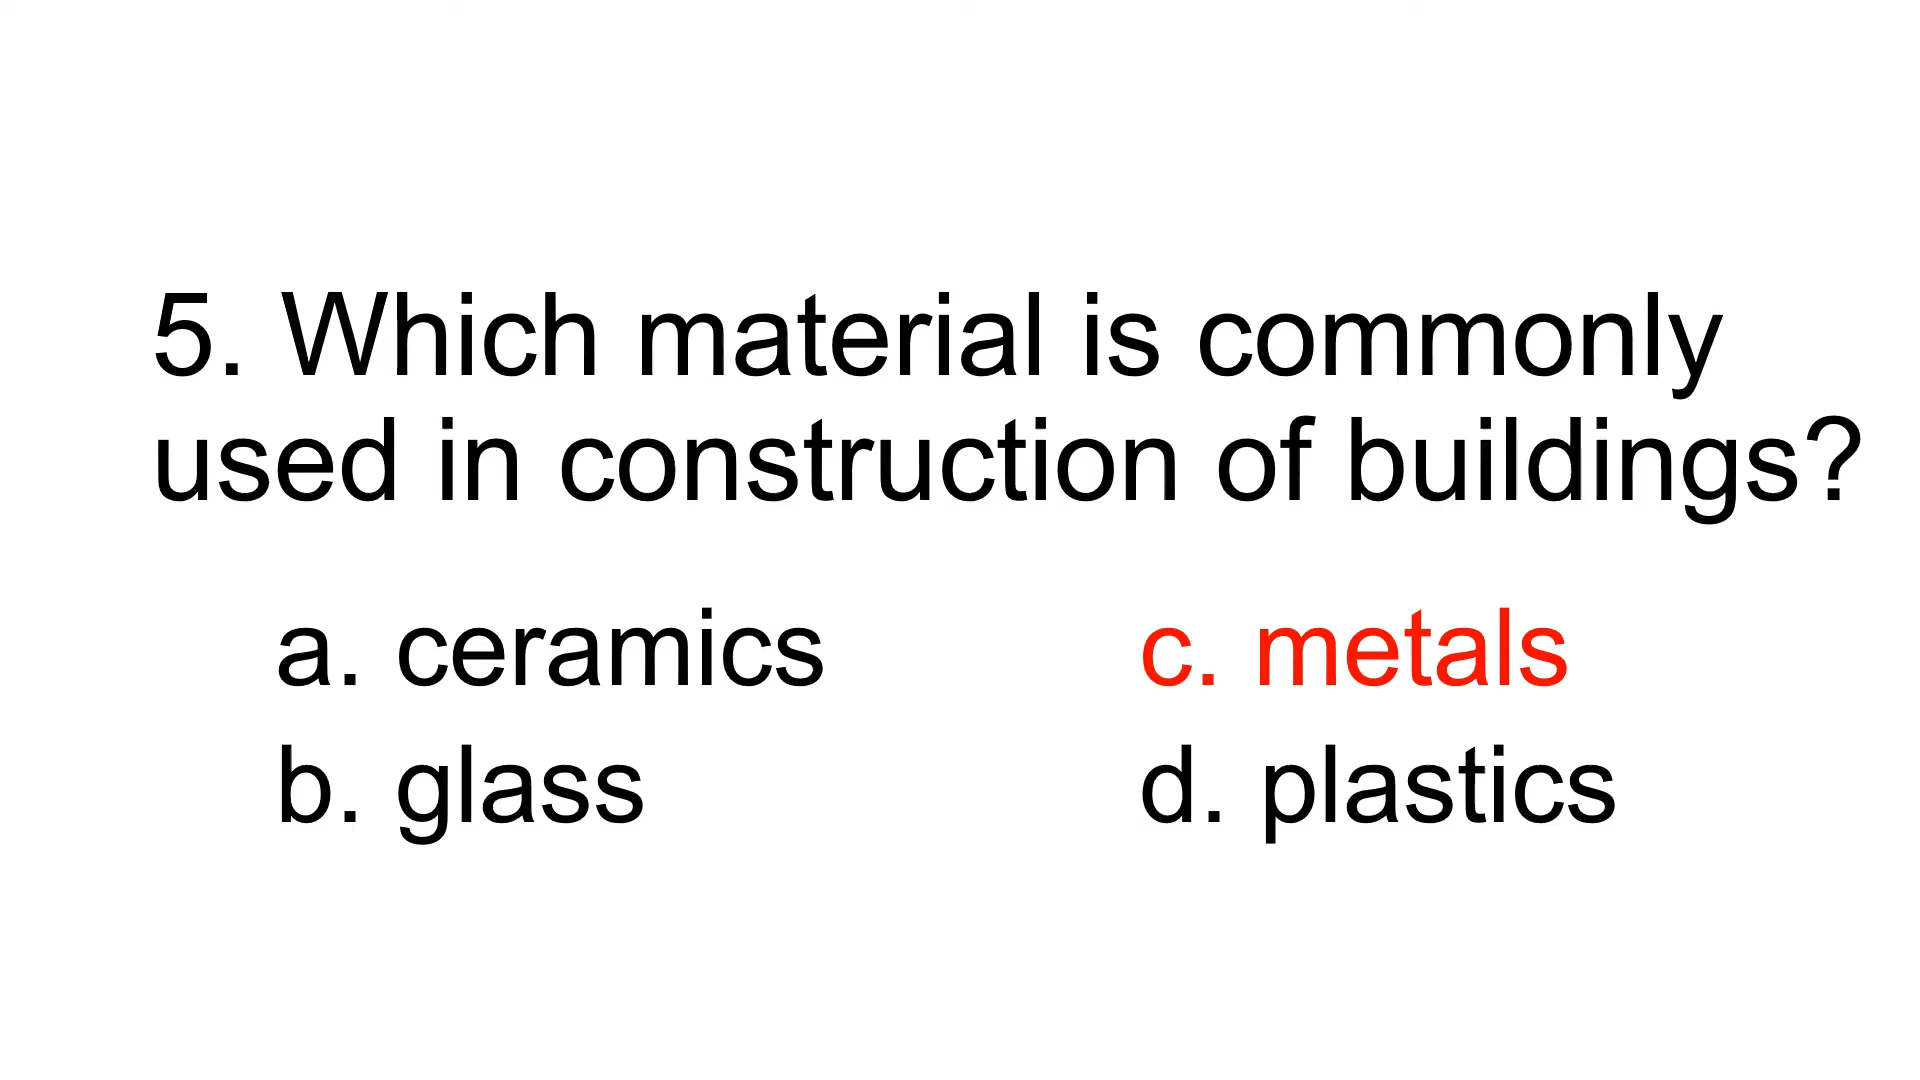 5. Which material is commonly
used in construction of buildings?
a. ceramics
b. glass
c. metals
d. plastics